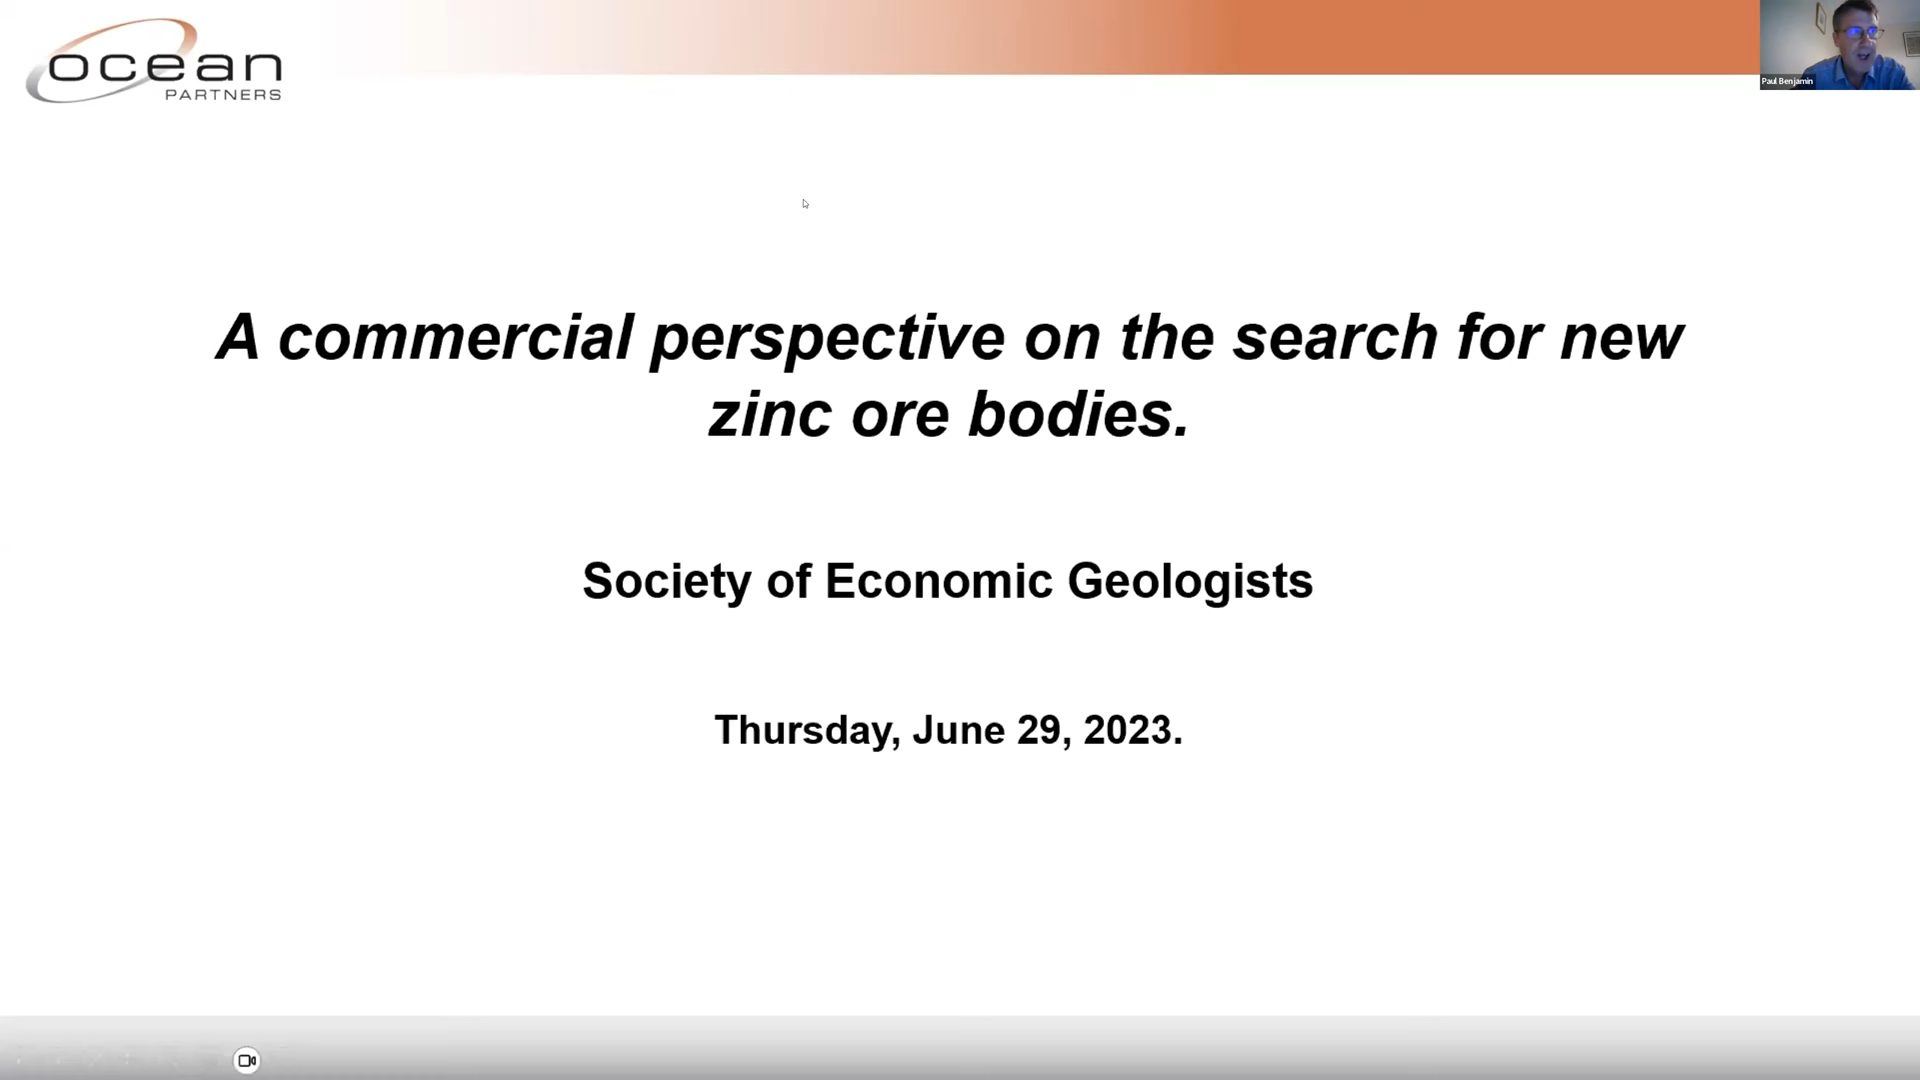 ocean
PARTNERS
Paul Benjamin
A commercial perspective on the search for new
zinc ore bodies.
Society of Economic Geologists
Thursday, June 29, 2023.